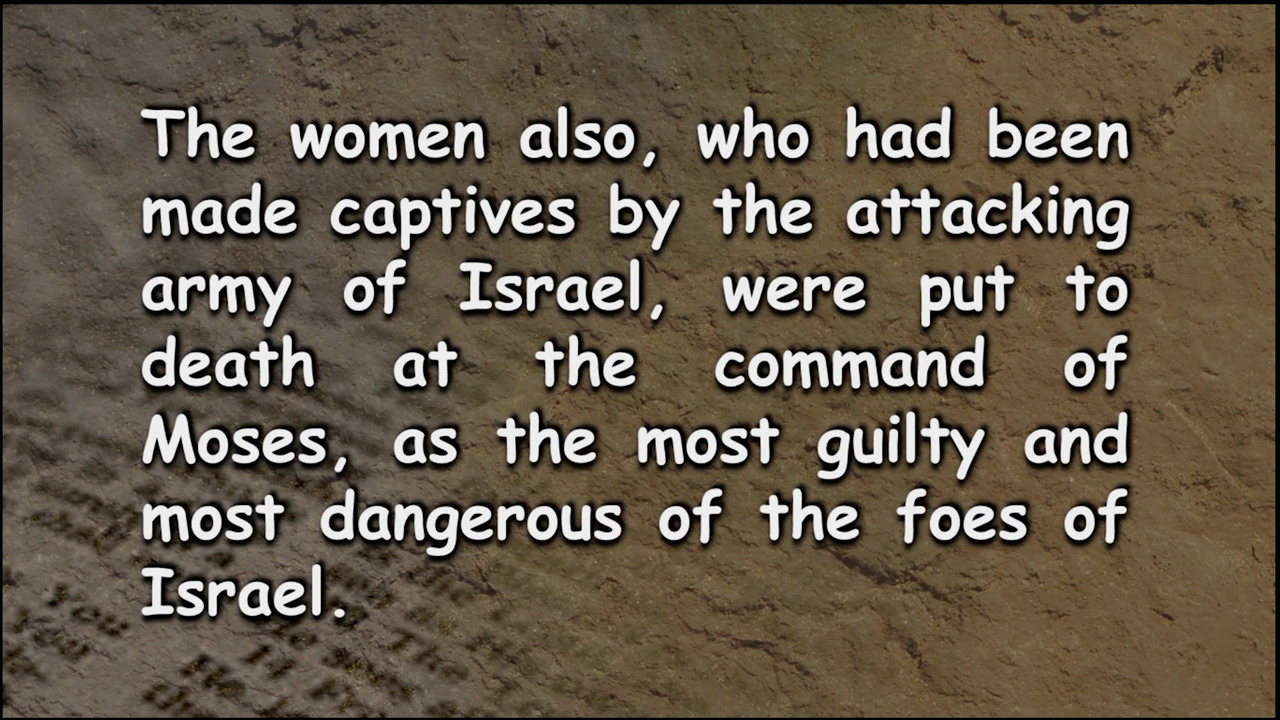 The women also, who had been
made captives by the attacking
army of Israel, were put to
death at the command of
Moses, as the most guilty and
most dangerous of the foes of
Israel.